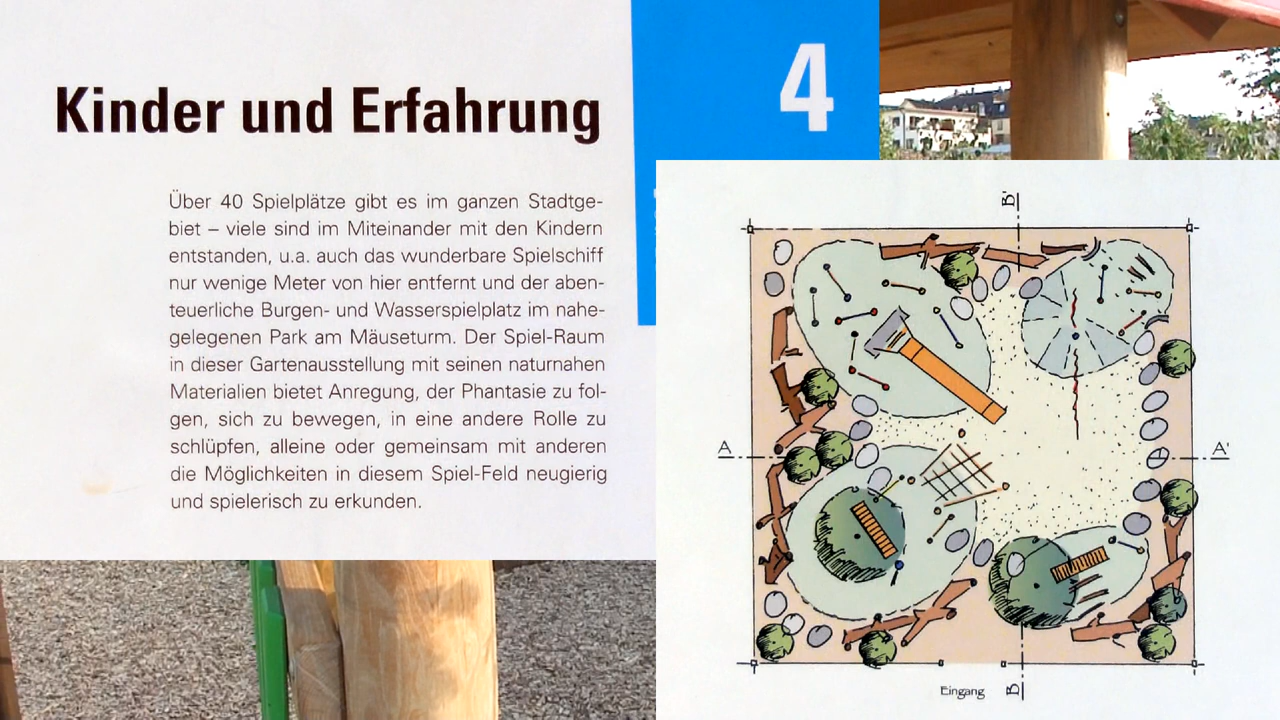 Kinder und Erfahrung
4
Über 40 Spielplätze gibt es im ganzen Stadtge-
biet – viele sind im Miteinander mit den Kindern
entstanden, u.a. auch das wunderbare Spielschiff
nur wenige Meter von hier entfernt und der aben-
teuerliche Burgen- und Wasserspielplatz im nahe-
gelegenen Park am Mäuseturm. Der Spiel-Raum
in dieser Gartenausstellung mit seinen naturnahen
Materialien bietet Anregung, der Phantasie zu fol-
gen, sich zu bewegen, in eine andere Rolle zu
schlüpfen, alleine oder gemeinsam mit anderen
die Möglichkeiten in diesem Spiel-Feld neugierig
und spielerisch zu erkunden.
B'
A
A'
Eingang
B